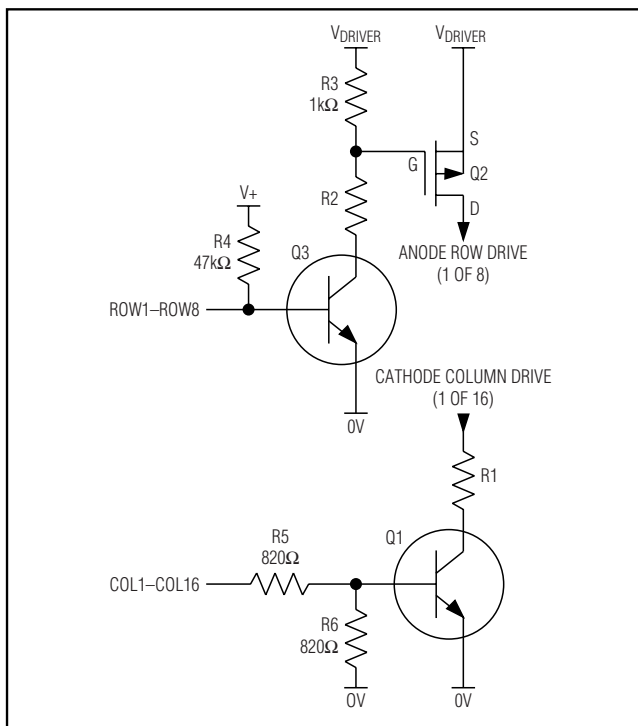 VDRIVER
VDRIVER
R3
1kΩ
S
G
Q2
R2
V+
D
R4
47kΩ
Q3
ANODE ROW DRIVE
(1 OF 8)
ROW1–ROW8
CATHODE COLUMN DRIVE
(1 OF 16)
0V
R1
R5
820Ω
Q1
COL1–COL16
R6
820Ω
0V
0V